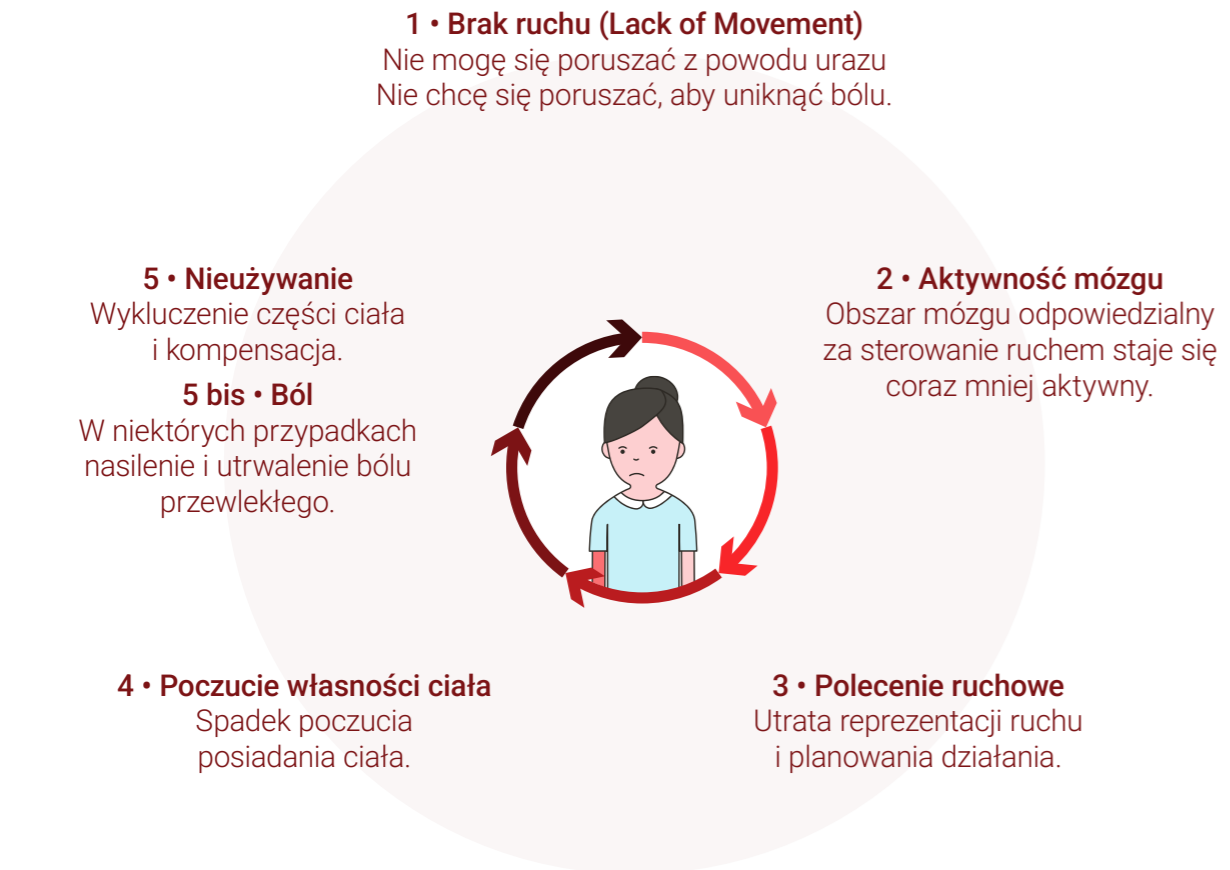 1 • Brak ruchu (Lack of Movement)
Nie mogę się poruszać z powodu urazu
Nie chcę się poruszać, aby uniknąć bólu.
2 • Aktywność mózgu
Obszar mózgu odpowiedzialny
za sterowanie ruchem staje się
coraz mniej aktywny.
3 • Polecenie ruchowe
Utrata reprezentacji ruchu
i planowania działania.
4 • Poczucie własności ciała
Spadek poczucia
posiadania ciała.
5 • Nieużywanie
Wykluczenie części ciała
i kompensacja.
5 bis • Ból
W niektórych przypadkach
nasilenie i utrwalenie bólu
przewlekłego.